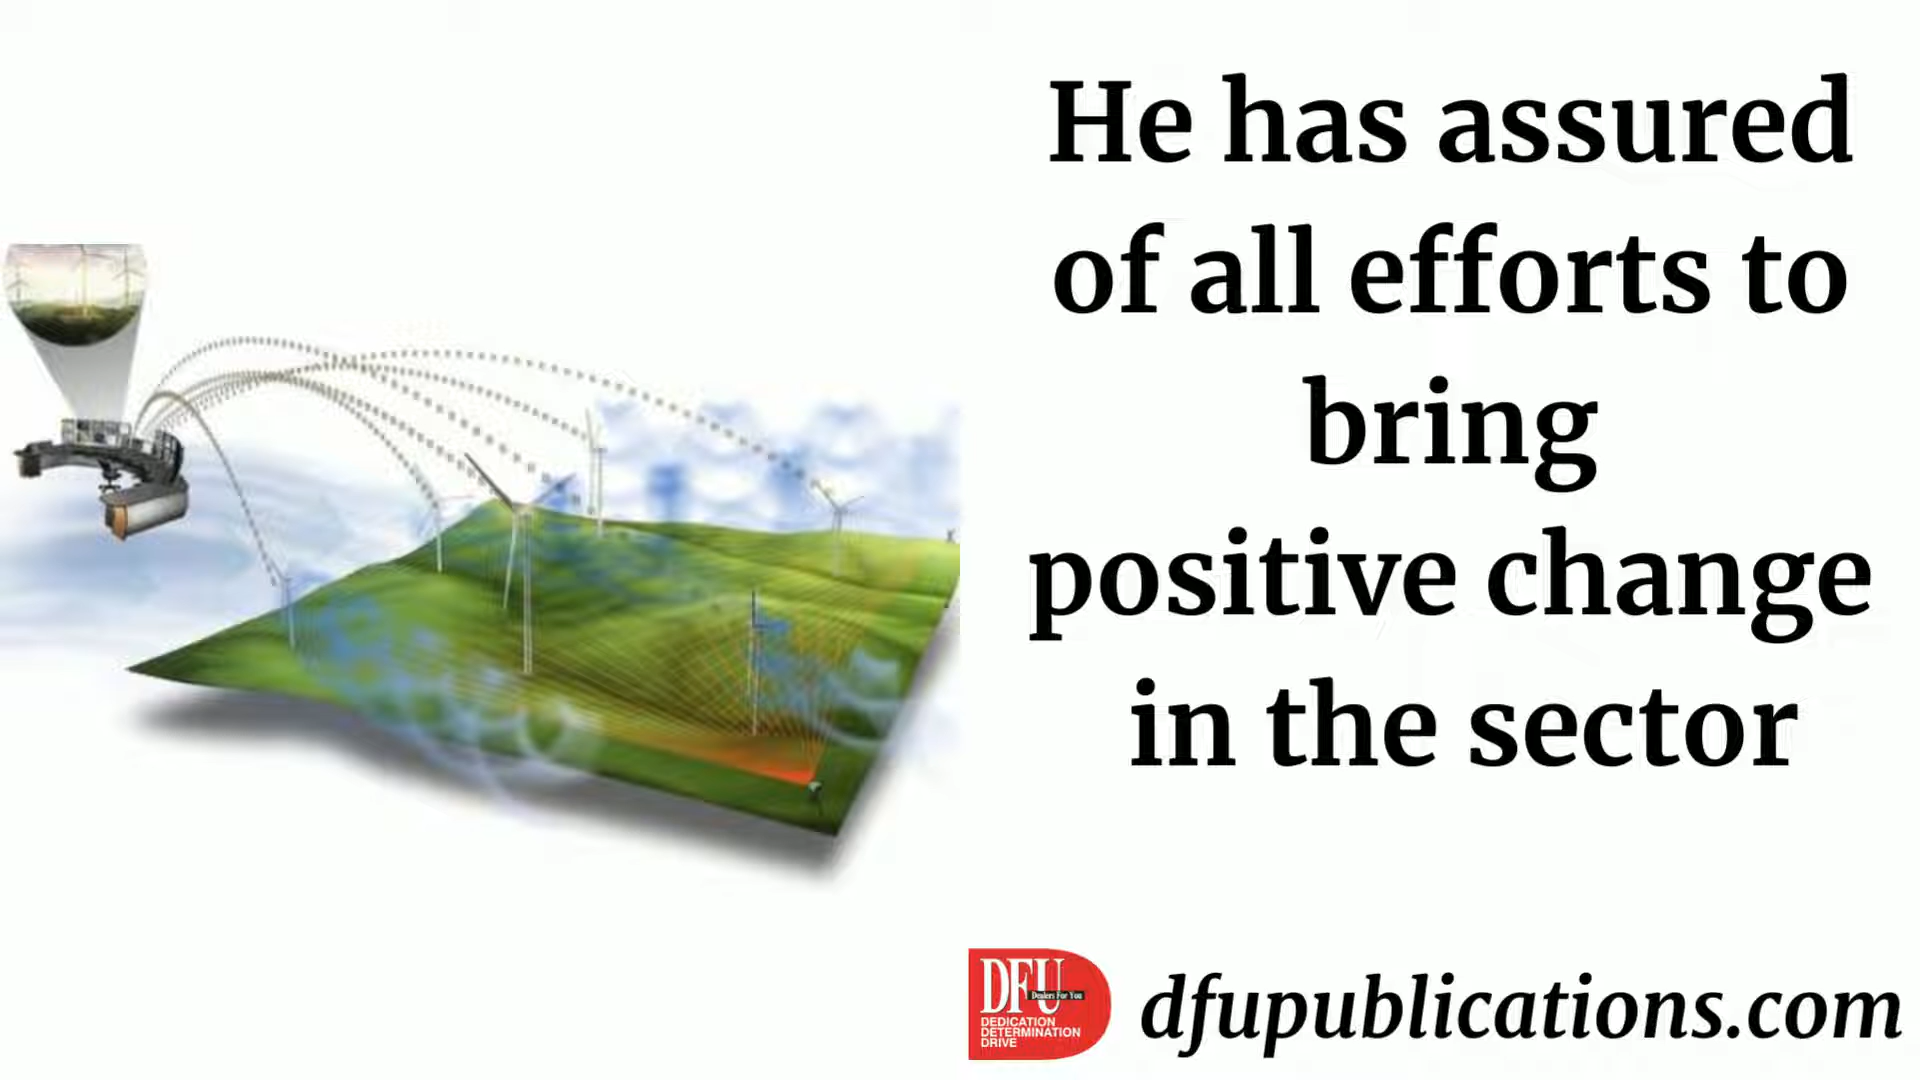 He has assured
of all efforts to
bring
positive change
in the sector
DFU
Dealers For You
DEDICATION
DETERMINATION
DRIVE
dfupublications.com